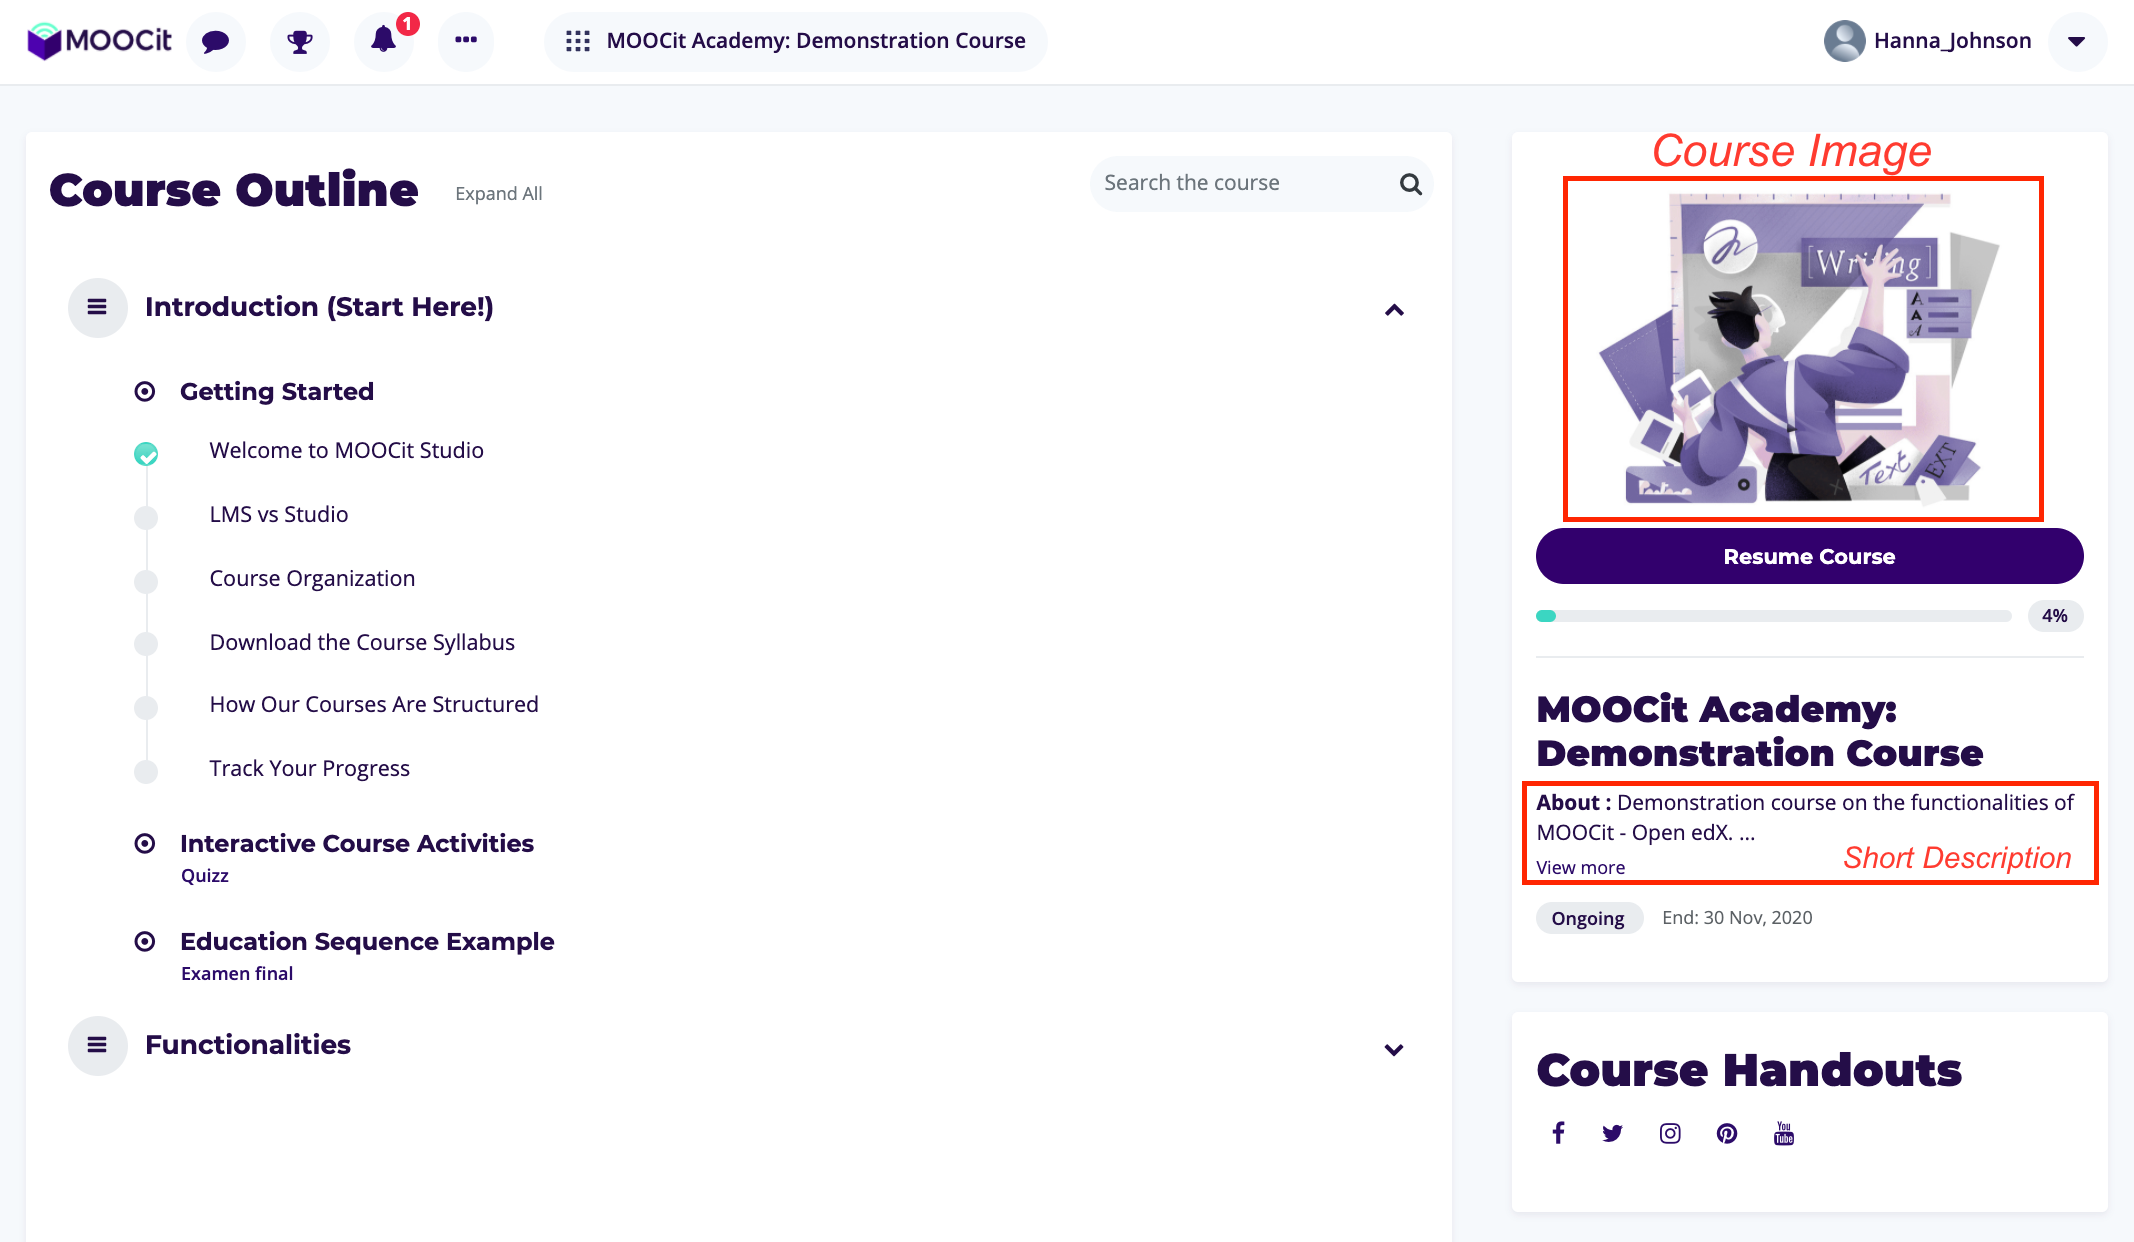 MOOCit
1
MOOCit Academy: Demonstration Course
Hanna_Johnson
Course Outline
Expand All
Search the course
Introduction (Start Here!)
Getting Started
Welcome to MOOCit Studio
LMS vs Studio
Course Organization
Download the Course Syllabus
How Our Courses Are Structured
Track Your Progress
Interactive Course Activities
Quizz
Education Sequence Example
Examen final
Functionalities
Course Image
[Writing]
A
A
A
Text
EXT
Resume Course
4%
MOOCit Academy:
Demonstration Course
About : Demonstration course on the functionalities of
MOOCit - Open edX. ...
View more
Short Description
Ongoing
End: 30 Nov, 2020
Course Handouts
You
Tube